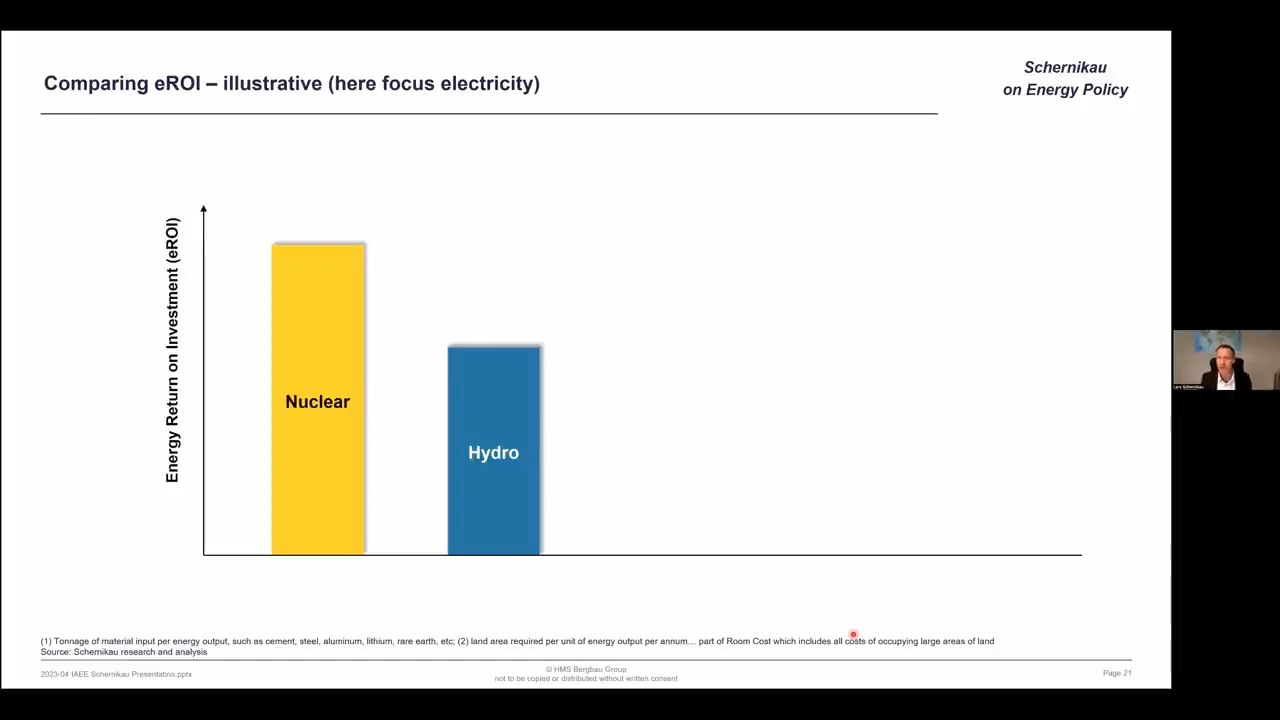 Comparing eROI – illustrative (here focus electricity)
Schernikau
on Energy Policy
Energy Return on Investment (eROI)
Nuclear
Hydro
Lars Schernikau
(1) Tonnage of material input per energy output, such as cement, steel, aluminum, lithium, rare earth, etc; (2) land area required per unit of energy output per annum… part of Room Cost which includes all costs of occupying large areas of land
Source: Schernikau research and analysis
2023-04 IAEE Schernikau Presentation.pptx
© HMS Bergbau Group
not to be copied or distributed without written consent
Page 21